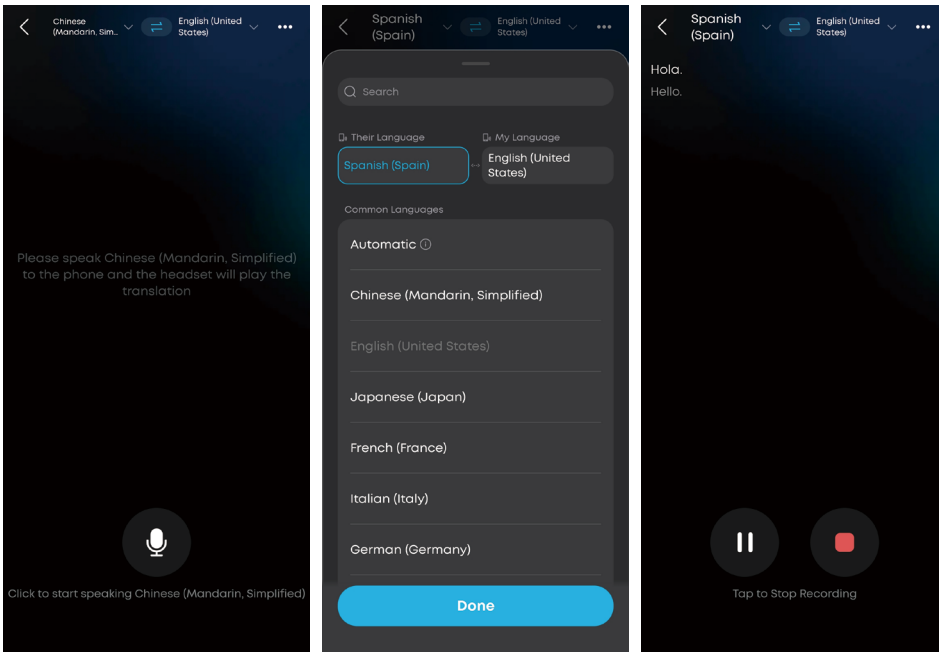 Chinese
(Mandarin, Sim..
English (United
States)
Please speak Chinese (Mandarin, Simplified)
to the phone and the headset will play the
translation
Click to start speaking Chinese (Mandarin, Simplified)
Spanish
(Spain)
English (United
States)
Search
Their Language
My Language
Spanish (Spain)
English (United
States)
Common Languages
Automatic
Chinese (Mandarin, Simplified)
English (United States)
Japanese (Japan)
French (France)
Italian (Italy)
German (Germany)
Done
Spanish
(Spain)
English (United
States)
Hola.
Hello.
Tap to Stop Recording